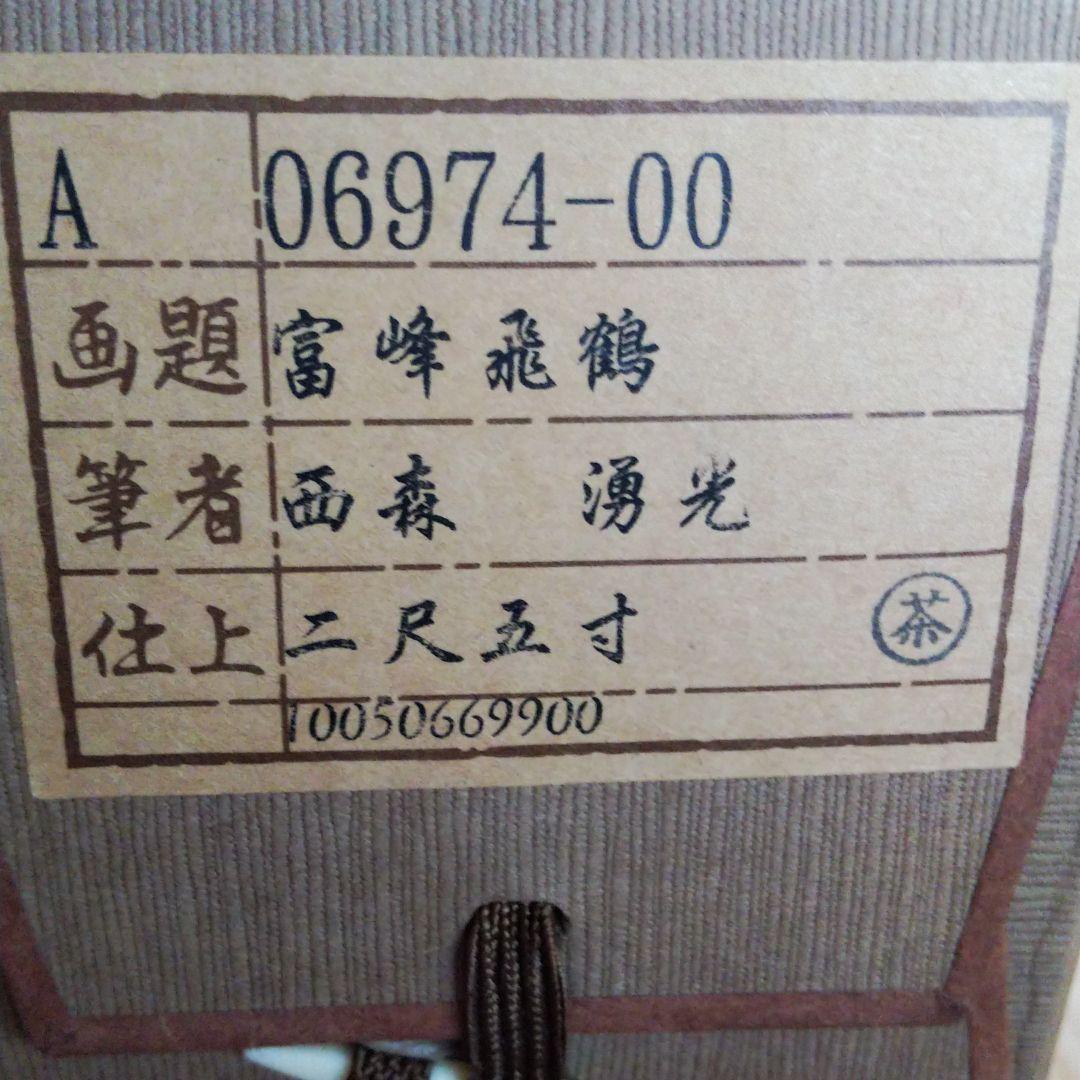 A 06974-00
画題 富峰飛鶴
筆者 西森 湧光
仕上 二尺五寸 茶
10050669900